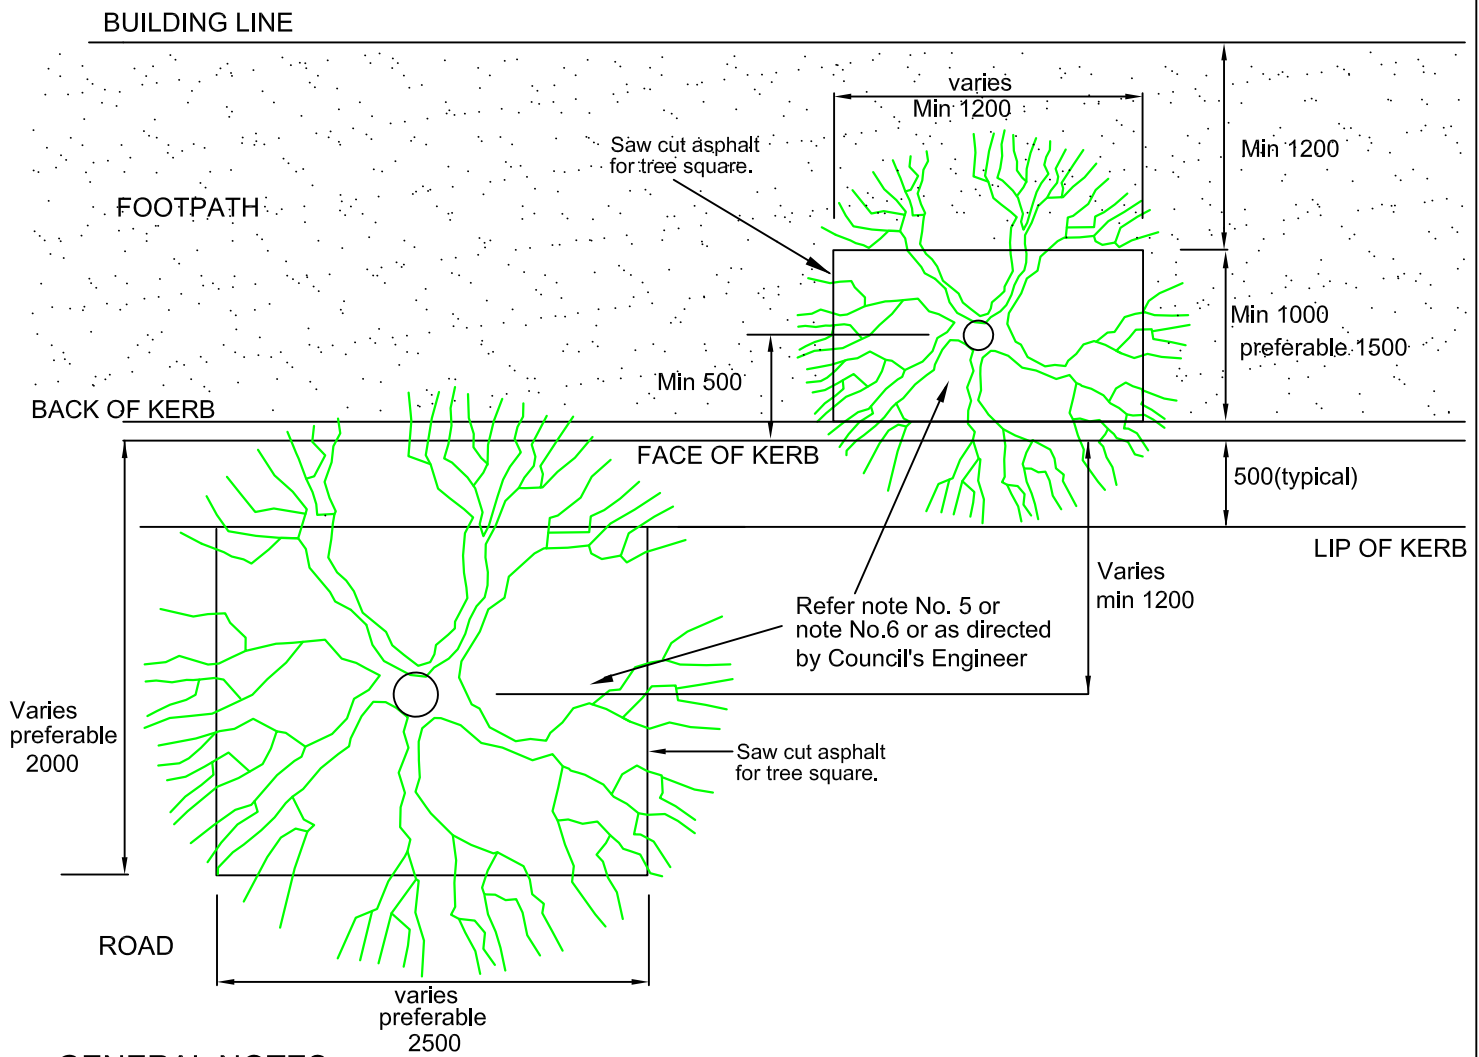 BUILDING LINE
varies
Min 1200
Saw cut asphalt
for tree square.
Min 1200
FOOTPATH
Min 1000
preferable 1500
Min 500
BACK OF KERB
FACE OF KERB
500(typical)
LIP OF KERB
Varies
min 1200
Refer note No. 5 or
note No.6 or as directed
by Council's Engineer
Varies
preferable
2000
Saw cut asphalt
for tree square.
ROAD
varies
preferable
2500
GENERAL NOTES